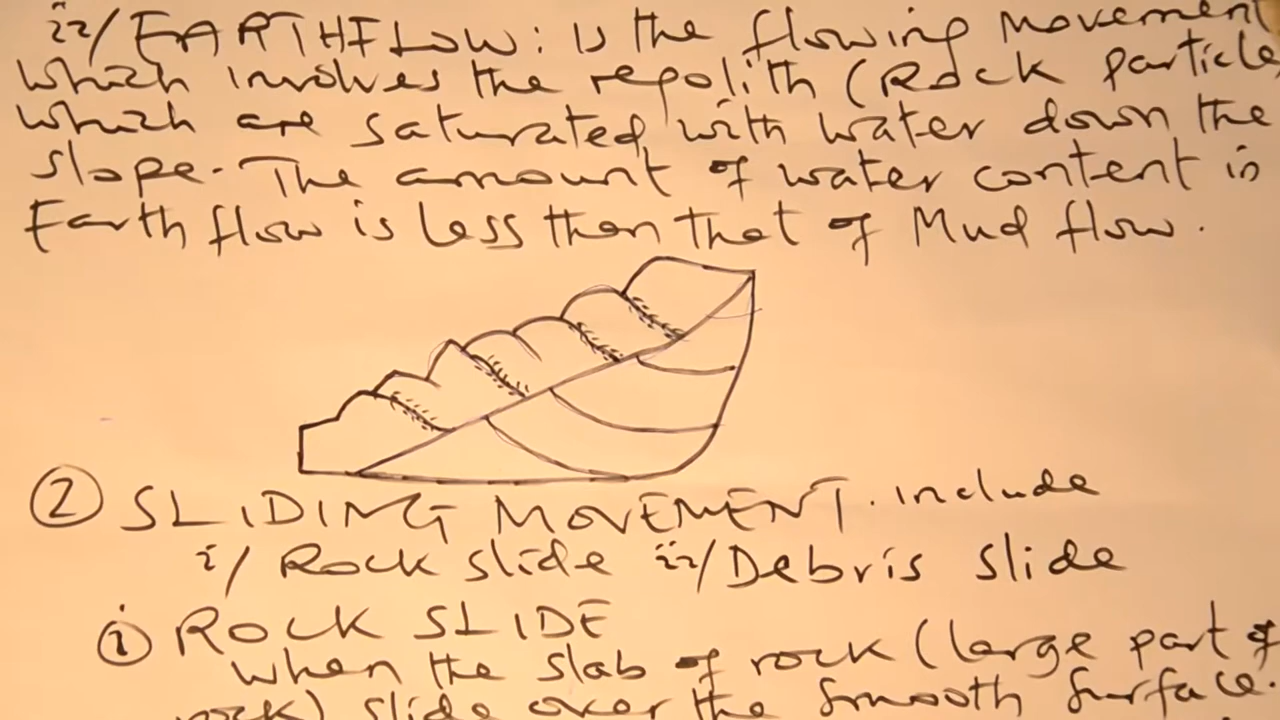 ii/ EARTHFLOW: is the flowing movement
which involves the regolith (Rock particle
which are saturated with water down the
slope. The amount of water content in
Earth flow is less than that of Mud flow.
② SLIDING MOVEMENT. include
i/ Rock slide ii/ Debris slide
① ROCK SLIDE
when the slab of rock (large part of
rock) slide over the smooth surface.